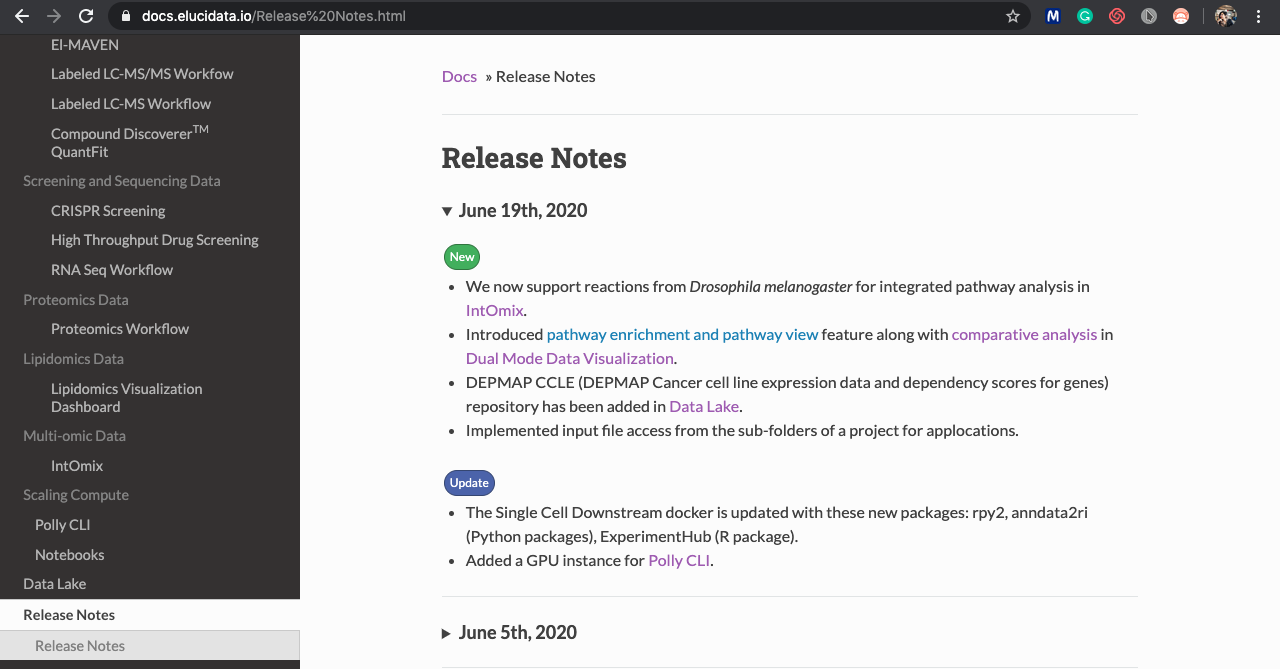 docs.elucidata.io/Release%20Notes.html
El-MAVEN
Labeled LC-MS/MS Workfow
Labeled LC-MS Workflow
Compound DiscovererTM
QuantFit
Screening and Sequencing Data
CRISPR Screening
High Throughput Drug Screening
RNA Seq Workflow
Proteomics Data
Proteomics Workflow
Lipidomics Data
Lipidomics Visualization
Dashboard
Multi-omic Data
IntOmix
Scaling Compute
Polly CLI
Notebooks
Data Lake
Release Notes
Release Notes
Docs » Release Notes
Release Notes
▼ June 19th, 2020
New
• We now support reactions from Drosophila melanogaster for integrated pathway analysis in
IntOmix.
• Introduced pathway enrichment and pathway view feature along with comparative analysis in
Dual Mode Data Visualization.
• DEPMAP CCLE (DEPMAP Cancer cell line expression data and dependency scores for genes)
repository has been added in Data Lake.
• Implemented input file access from the sub-folders of a project for applocations.
Update
• The Single Cell Downstream docker is updated with these new packages: rpy2, anndata2ri
(Python packages), ExperimentHub (R package).
• Added a GPU instance for Polly CLI.
▶ June 5th, 2020